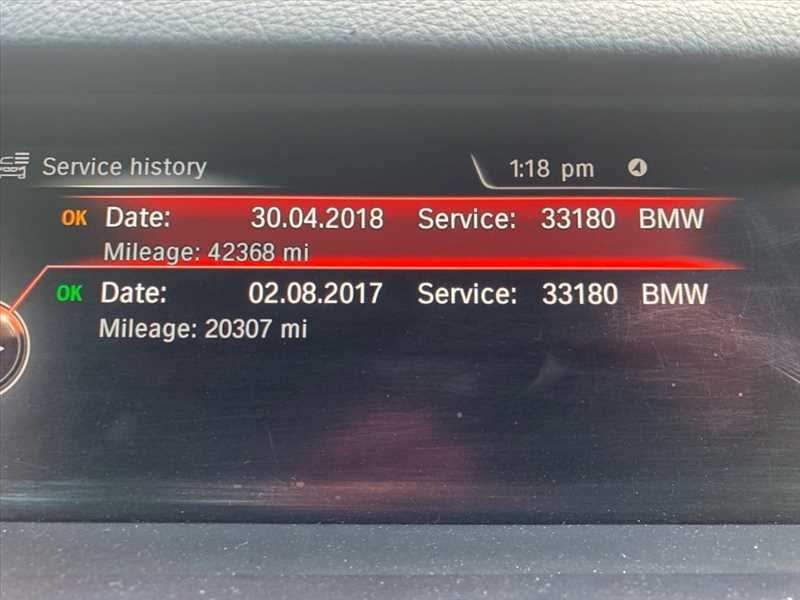 Service history 1:18 pm
OK Date: 30.04.2018 Service: 33180 BMW
Mileage: 42368 mi
OK Date: 02.08.2017 Service: 33180 BMW
Mileage: 20307 mi